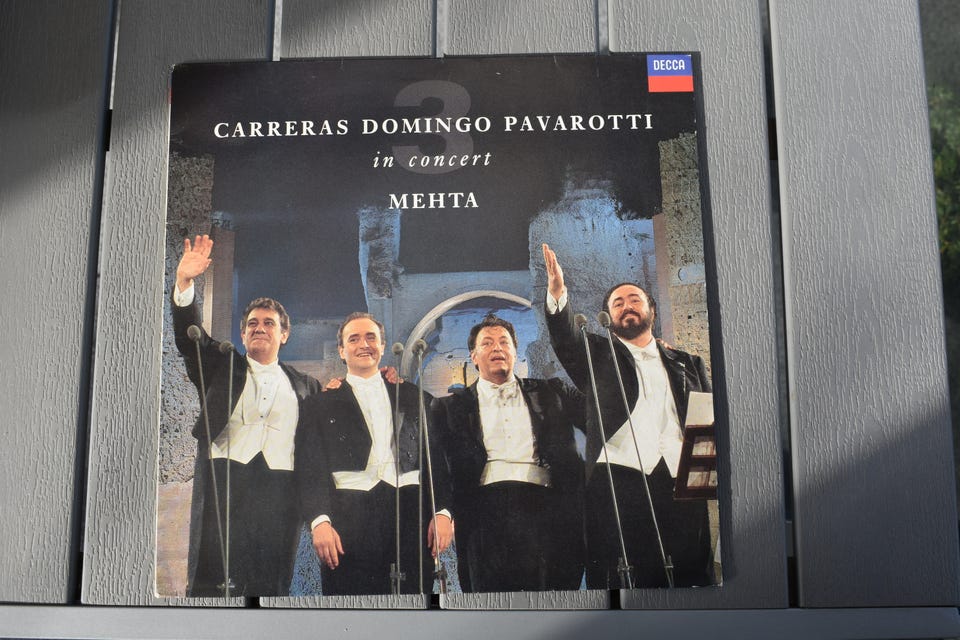 DECCA
3
CARRERAS DOMINGO PAVAROTTI
in concert
MEHTA